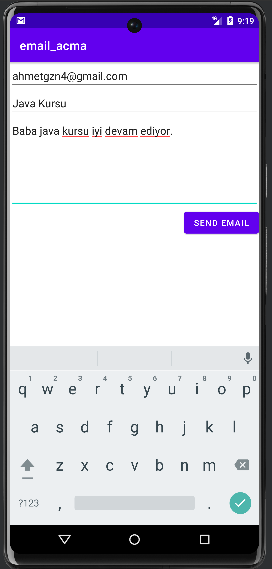 9:19
email_acma
ahmetgzn4@gmail.com
Java Kursu
Baba java kursu iyi devam ediyor.
SEND EMAIL
1 2 3 4 5 6 7 8 9 0
q w e r t y u i o p
a s d f g h j k l
z x c v b n m
?123 , .